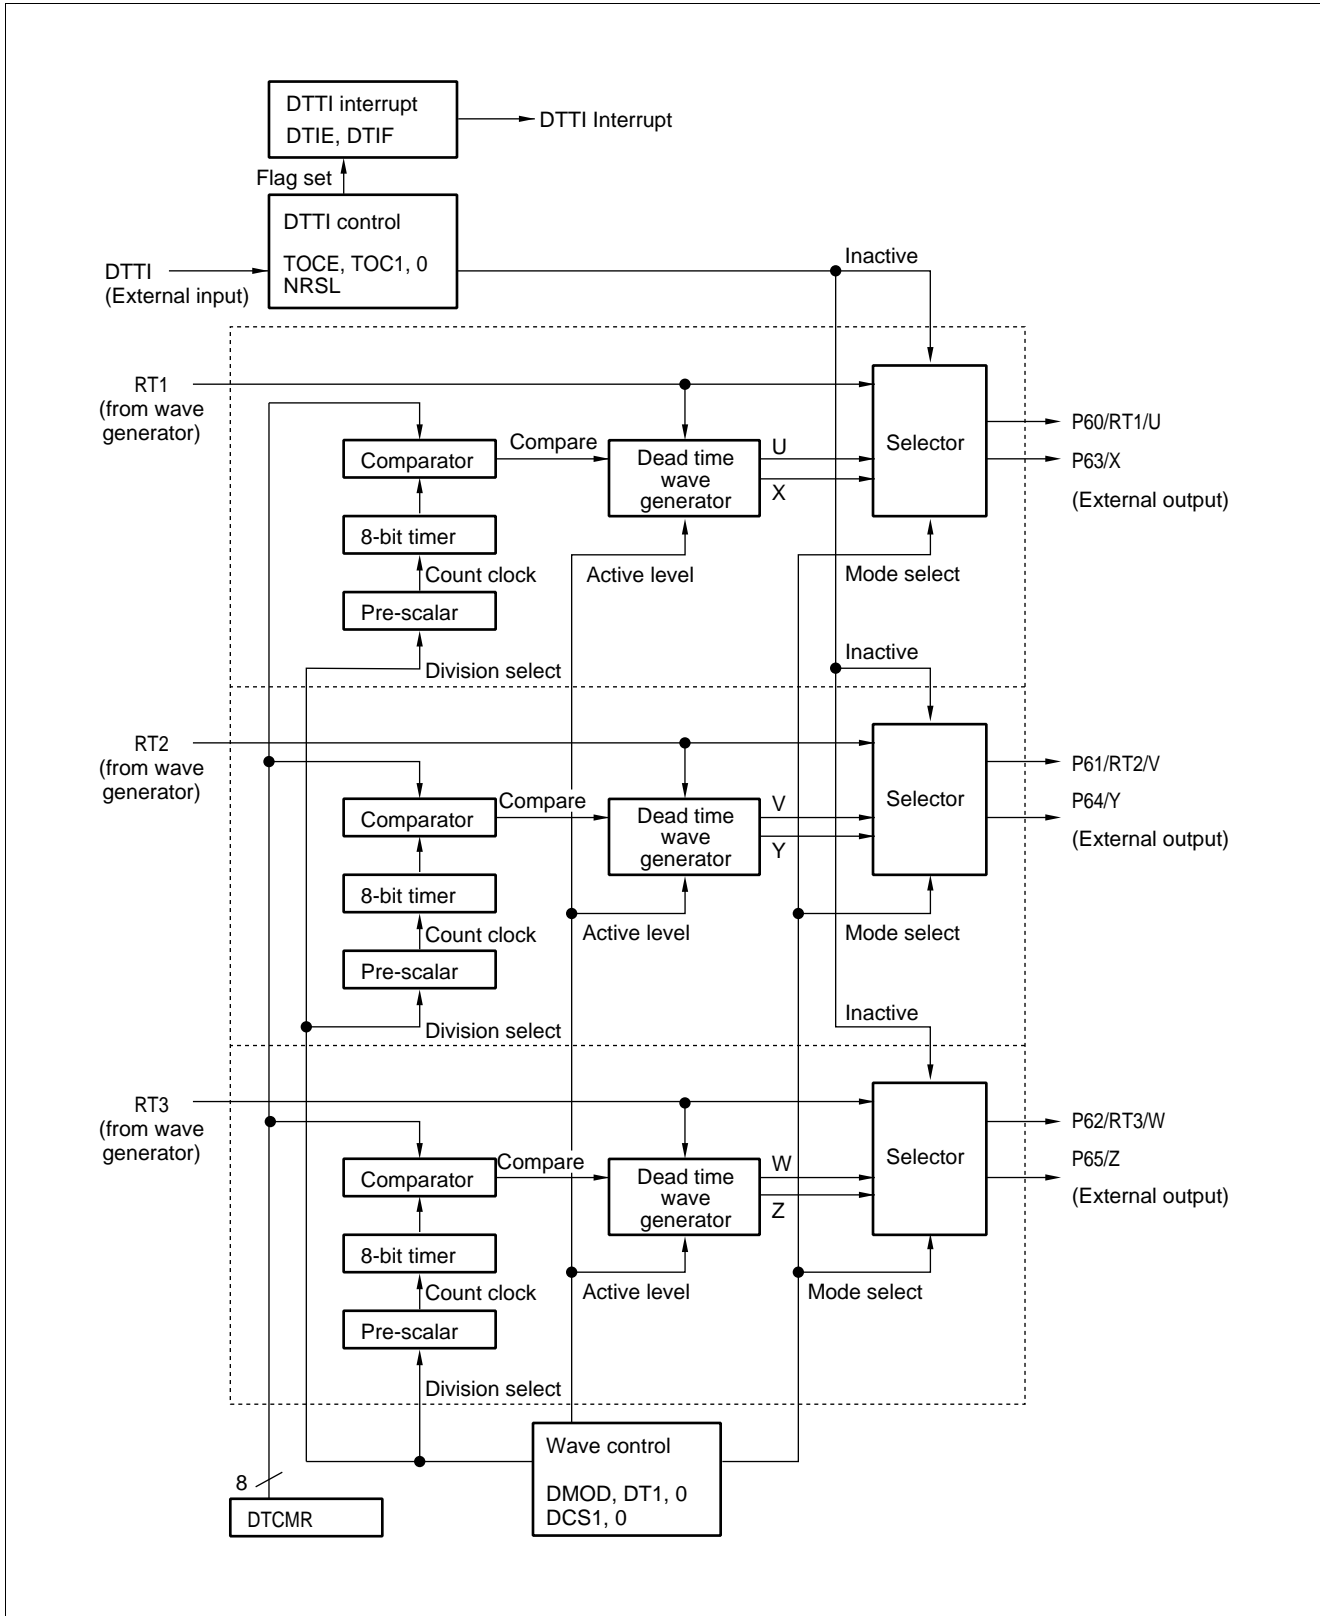 DTTI interrupt
DTIE, DTIF
DTTI Interrupt
Flag set
DTTI control
TOCE, TOC1, 0
NRSL
DTTI
(External input)
Inactive
RT1
(from wave
generator)
Comparator
Compare
Dead time
wave
generator
U
X
Selector
P60/RT1/U
P63/X
(External output)
8-bit timer
Count clock
Active level
Mode select
Pre-scalar
Division select
Inactive
RT2
(from wave
generator)
Comparator
Compare
Dead time
wave
generator
V
Y
Selector
P61/RT2/V
P64/Y
(External output)
8-bit timer
Count clock
Active level
Mode select
Pre-scalar
Division select
Inactive
RT3
(from wave
generator)
Comparator
Compare
Dead time
wave
generator
W
Z
Selector
P62/RT3/W
P65/Z
(External output)
8-bit timer
Count clock
Active level
Mode select
Pre-scalar
Division select
Wave control
DMOD, DT1, 0
DCS1, 0
8
DTCMR